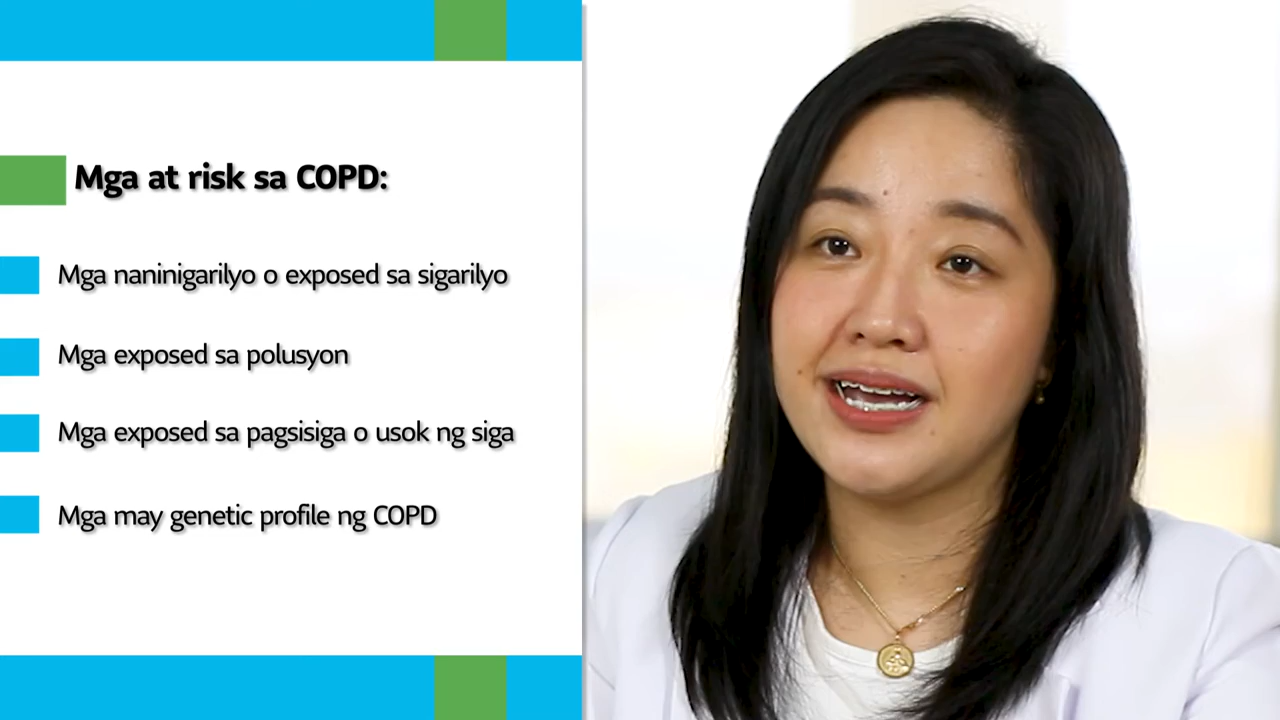 Mga at risk sa COPD:
Mga naninigarilyo o exposed sa sigarilyo
Mga exposed sa polusyon
Mga exposed sa pagsisiga o usok ng siga
Mga may genetic profile ng COPD